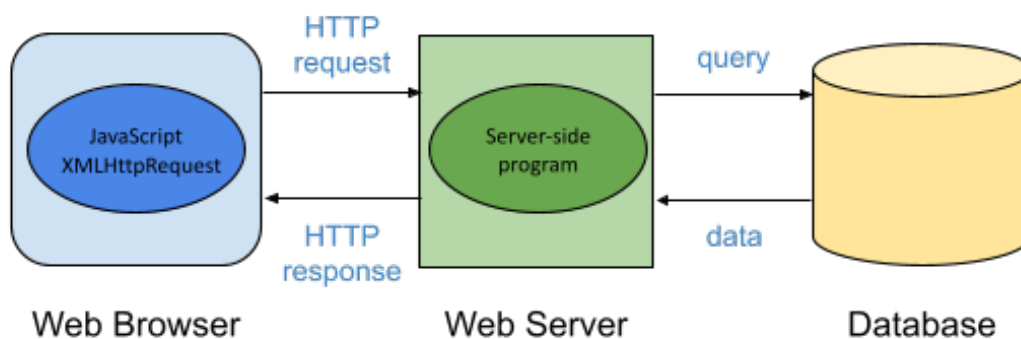 HTTP
request
query
JavaScript
XMLHttpRequest
Server-side
program
HTTP
response
data
Web Browser
Web Server
Database